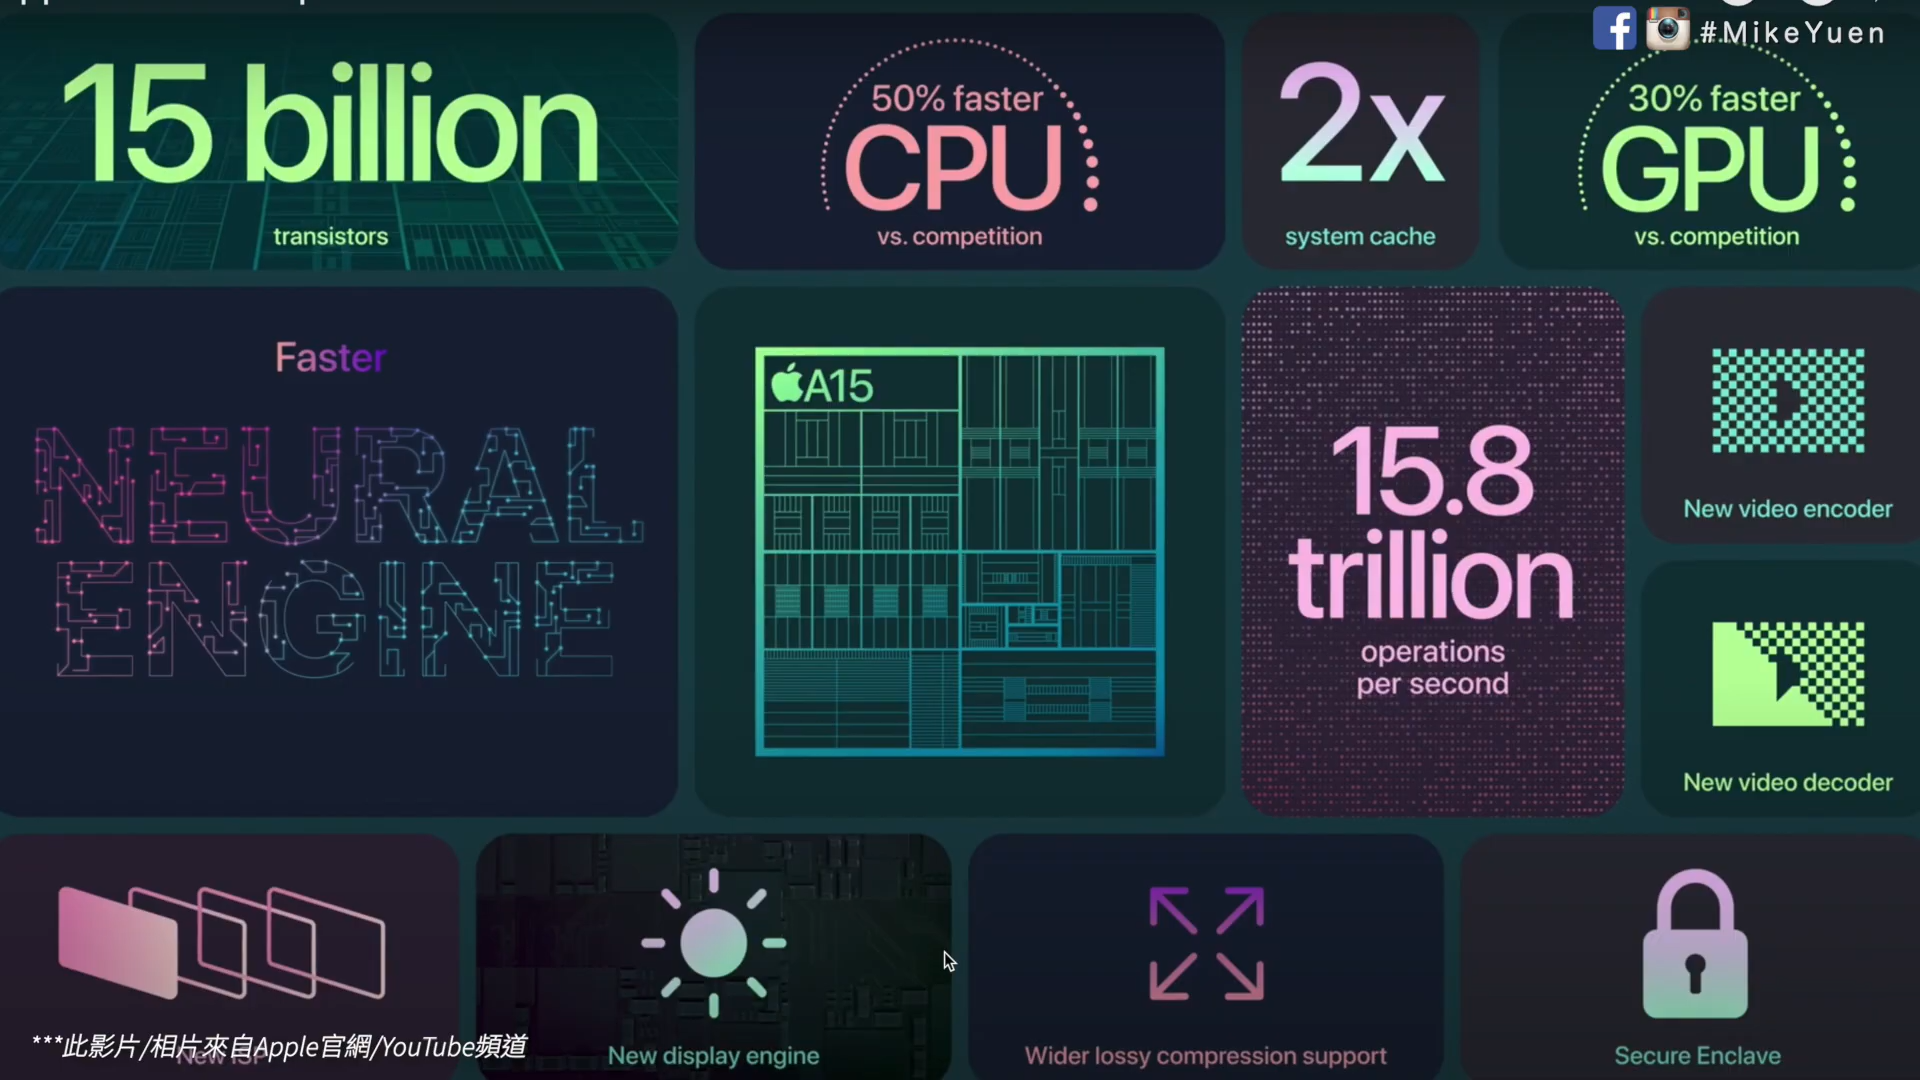 #MikeYuen
15 billion
transistors
50% faster
CPU
vs. competition
2x
system cache
30% faster
GPU
vs. competition
Faster
NEURAL
ENGINE
A15
15.8
trillion
operations
per second
New video encoder
New video decoder
New ISP
***此影片/相片來自Apple官網/YouTube頻道
New display engine
Wider lossy compression support
Secure Enclave